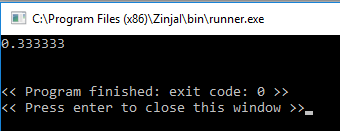 C:\Program Files (x86)\Zinjal\bin\runner.exe
0.333333
<< Program finished: exit code: 0 >>
<< Press enter to close this window >>